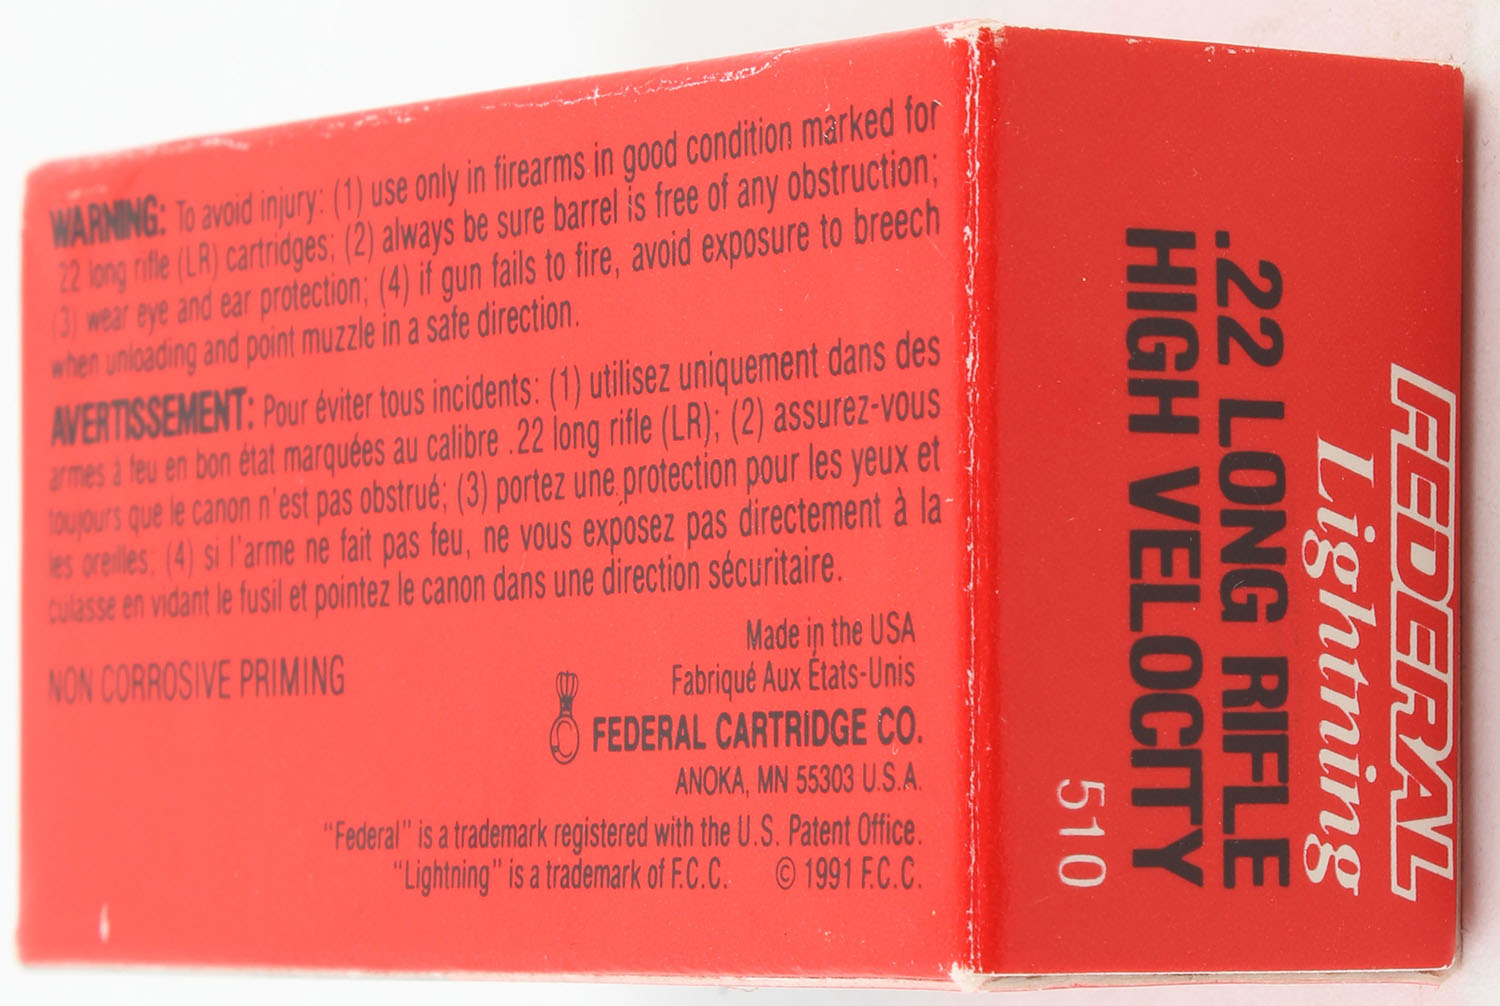 WARNING: To avoid injury: (1) use only in firearms in good condition marked for
22 long rifle (LR) cartridges; (2) always be sure barrel is free of any obstruction;
(3) wear eye and ear protection; (4) if gun fails to fire, avoid exposure to breech
when unloading and point muzzle in a safe direction.
AVERTISSEMENT: Pour éviter tous incidents: (1) utilisez uniquement dans des
armes à feu en bon état marquées au calibre .22 long rifle (LR); (2) assurez-vous
toujours que le canon n'est pas obstrué; (3) portez une protection pour les yeux et
les oreilles; (4) si l'arme ne fait pas feu, ne vous exposez pas directement à la
culasse en vidant le fusil et pointez le canon dans une direction sécuritaire.
NON CORROSIVE PRIMING
Made in the USA
Fabriqué Aux États-Unis
FEDERAL CARTRIDGE CO.
ANOKA, MN 55303 U.S.A.
"Federal" is a trademark registered with the U.S. Patent Office.
"Lightning" is a trademark of F.C.C. © 1991 F.C.C.
FEDERAL
Lightning
.22 LONG RIFLE
HIGH VELOCITY
510